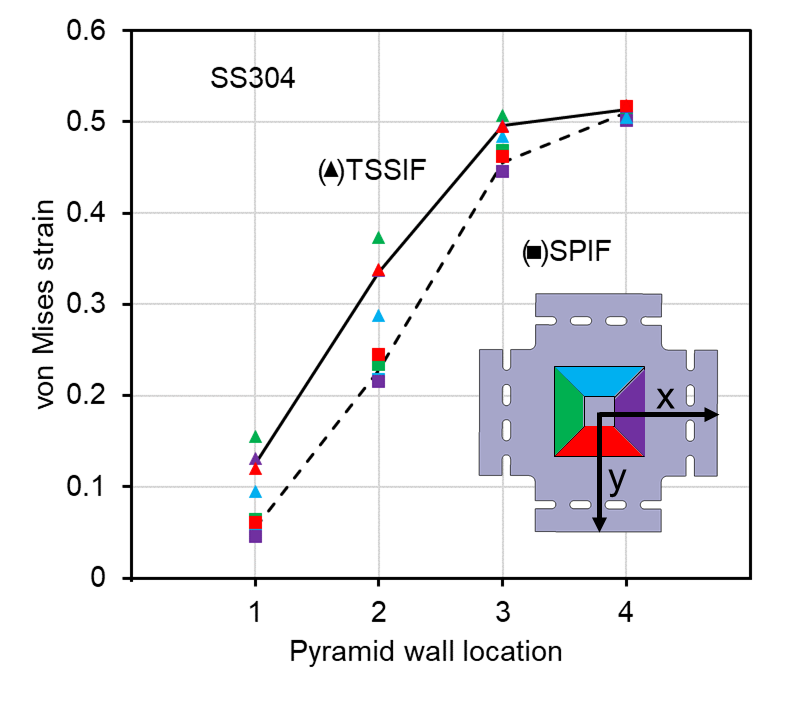 0.6
SS304
0.5
(▲)TSSIF
0.4
(■)SPIF
0.3
von Mises strain
0.2
x
0.1
y
0
1 2 3 4
Pyramid wall location